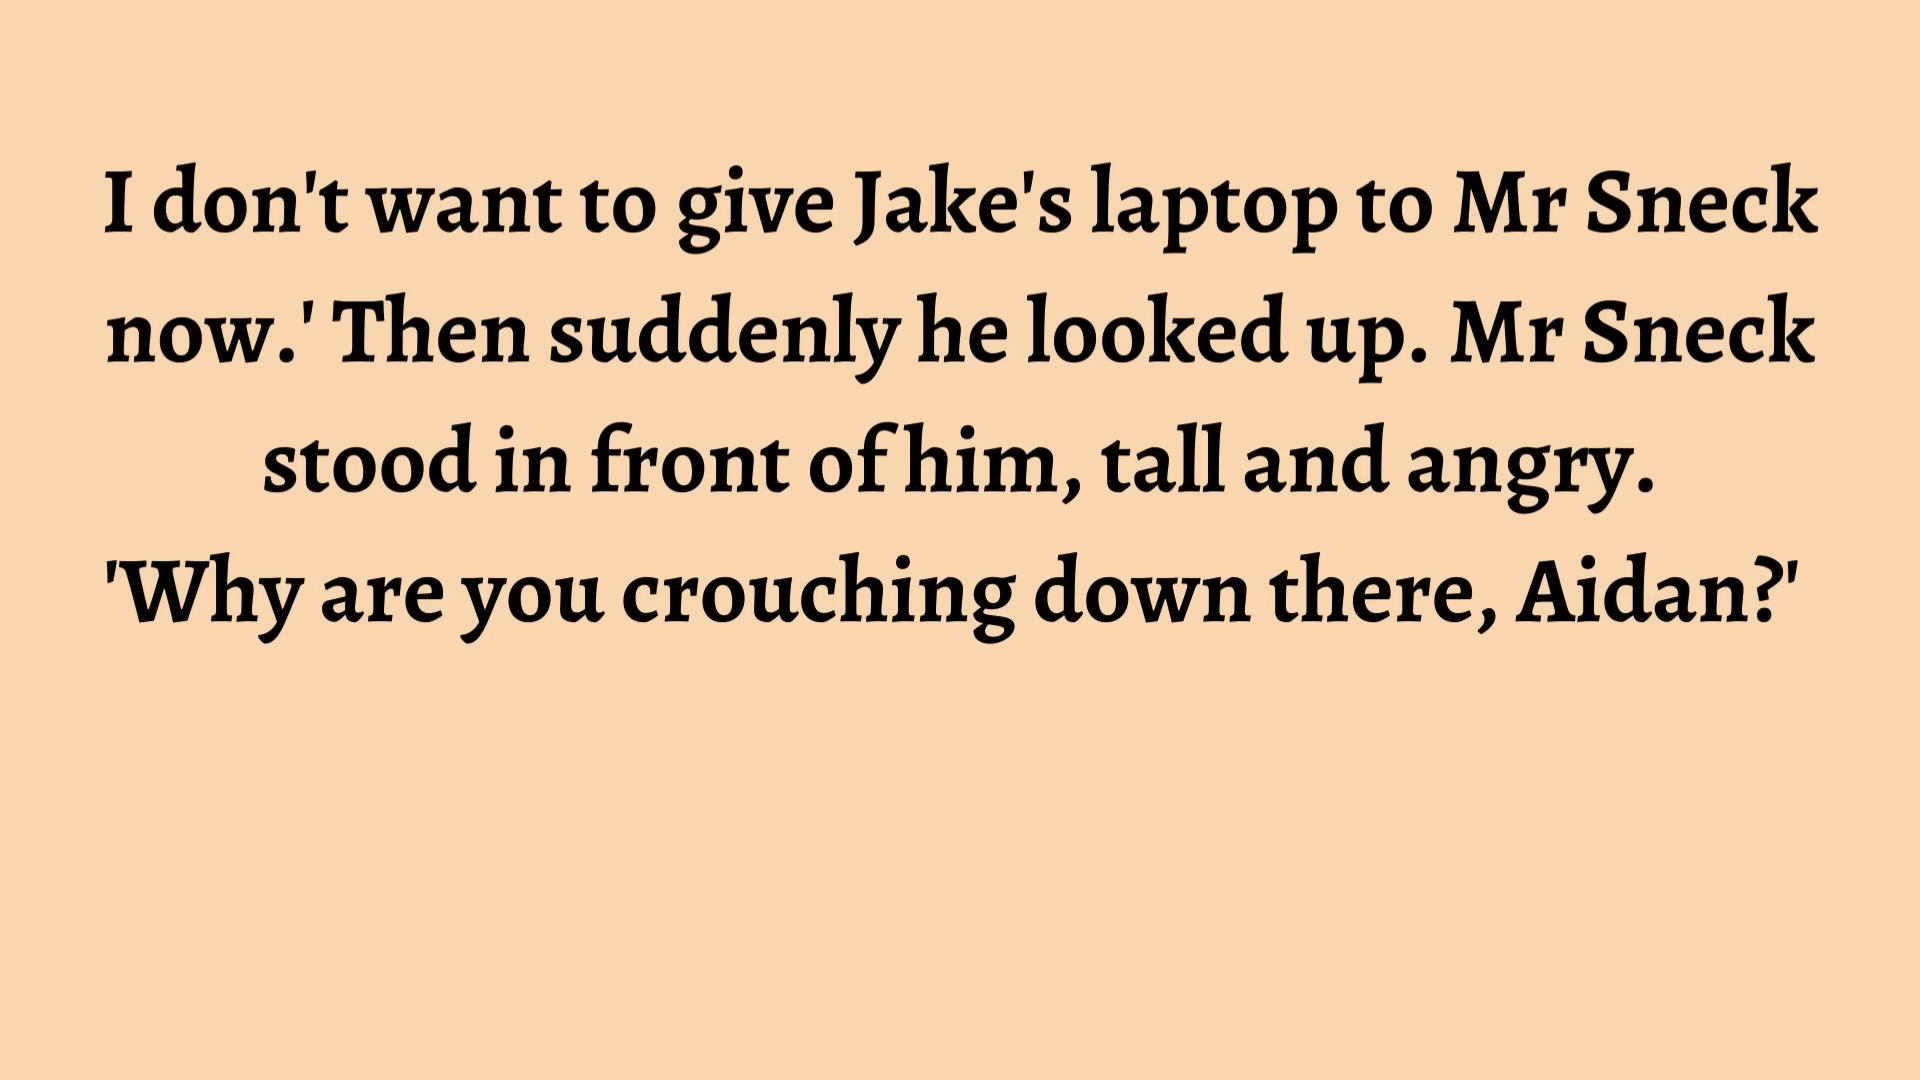 I don't want to give Jake's laptop to Mr Sneck
now.' Then suddenly he looked up. Mr Sneck
stood in front of him, tall and angry.
'Why are you crouching down there, Aidan?'